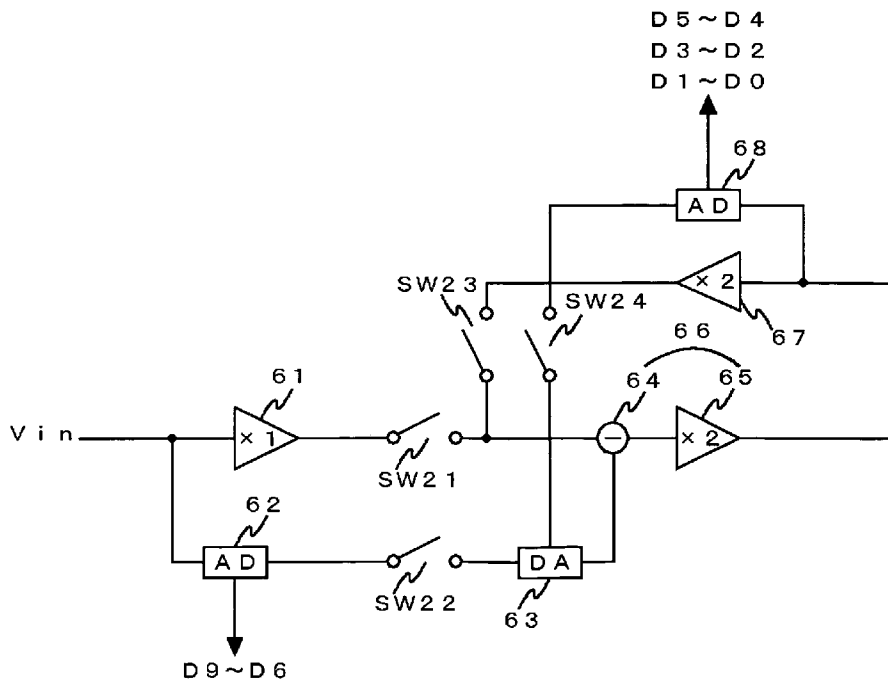 D5~D4
D3~D2
D1~D0
68
AD
SW23
SW24
×2
67
66
61
64
65
Vin
×1
−
×2
SW21
62
AD
DA
SW22
63
D9~D6